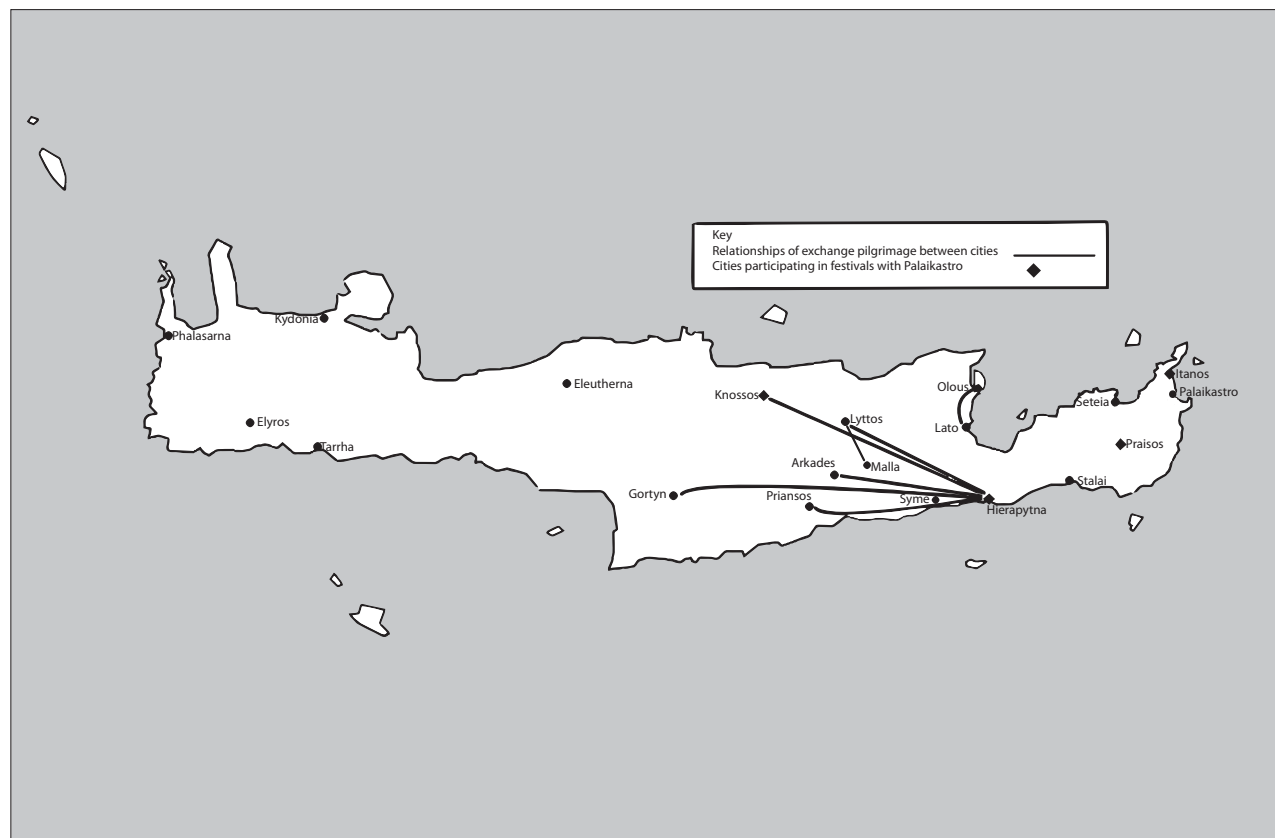 Key
Relationships of exchange pilgrimage between cities
Cities participating in festivals with Palaikastro
Kydonia
Phalasarna
Elyros
Tarrha
Eleutherna
Knossos
Lyttos
Olous
Lato
Itanos
Palaikastro
Seteia
Praisos
Arkades
Malla
Stalai
Gortyn
Priansos
Syme
Hierapytna